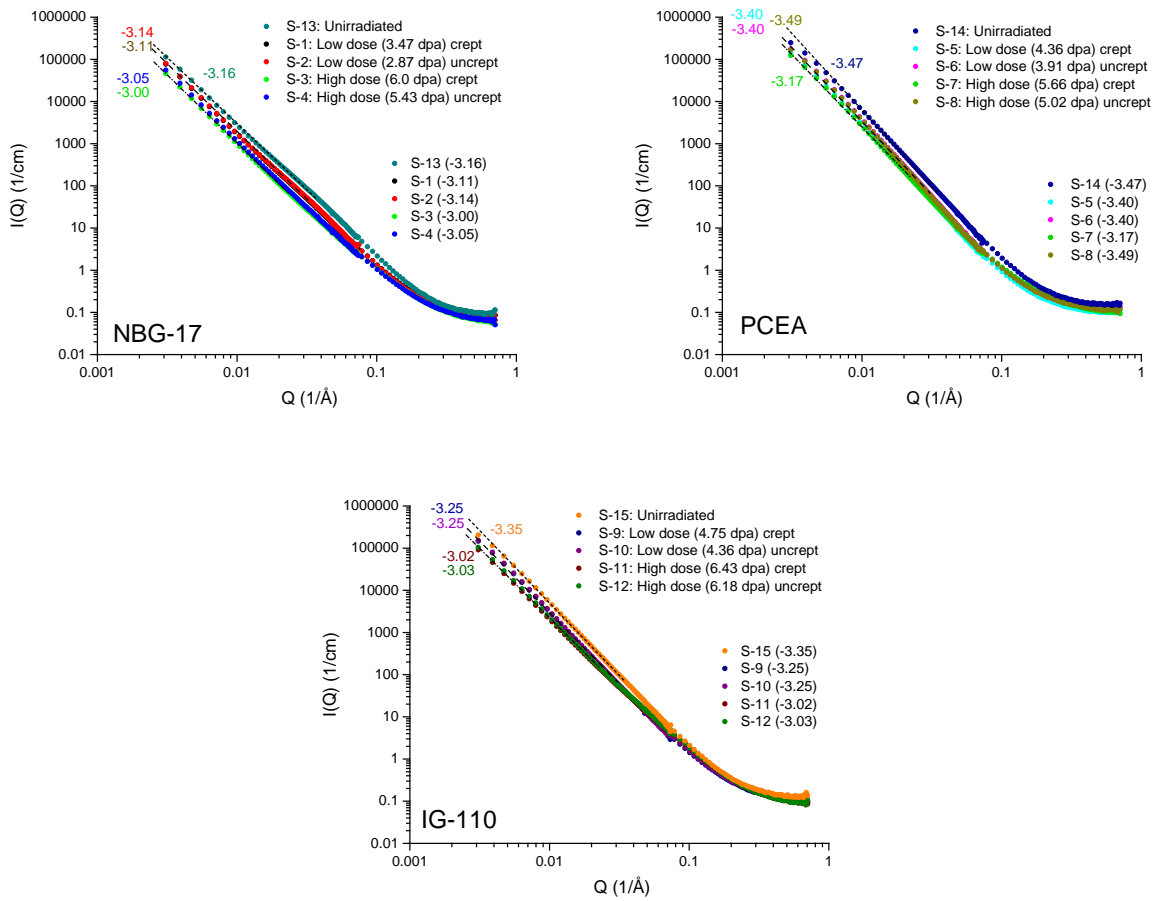 1000000
100000
10000
1000
100
10
1
0.1
0.01
0.001
0.01
0.1
1
I(Q) (1/cm)
Q (1/Å)
-3.14
-3.11
-3.16
-3.05
-3.00
S-13: Unirradiated
S-1: Low dose (3.47 dpa) crept
S-2: Low dose (2.87 dpa) uncrept
S-3: High dose (6.0 dpa) crept
S-4: High dose (5.43 dpa) uncrept
S-13 (-3.16)
S-1 (-3.11)
S-2 (-3.14)
S-3 (-3.00)
S-4 (-3.05)
NBG-17
1000000
100000
10000
1000
100
10
1
0.1
0.01
0.001
0.01
0.1
1
I(Q) (1/cm)
Q (1/Å)
-3.40
-3.49
-3.40
-3.47
-3.17
S-14: Unirradiated
S-5: Low dose (4.36 dpa) crept
S-6: Low dose (3.91 dpa) uncrept
S-7: High dose (5.66 dpa) crept
S-8: High dose (5.02 dpa) uncrept
S-14 (-3.47)
S-5 (-3.40)
S-6 (-3.40)
S-7 (-3.17)
S-8 (-3.49)
PCEA
1000000
100000
10000
1000
100
10
1
0.1
0.01
0.001
0.01
0.1
1
I(Q) (1/cm)
Q (1/Å)
-3.25
-3.25
-3.35
-3.02
-3.03
S-15: Unirradiated
S-9: Low dose (4.75 dpa) crept
S-10: Low dose (4.36 dpa) uncrept
S-11: High dose (6.43 dpa) crept
S-12: High dose (6.18 dpa) uncrept
S-15 (-3.35)
S-9 (-3.25)
S-10 (-3.25)
S-11 (-3.02)
S-12 (-3.03)
IG-110